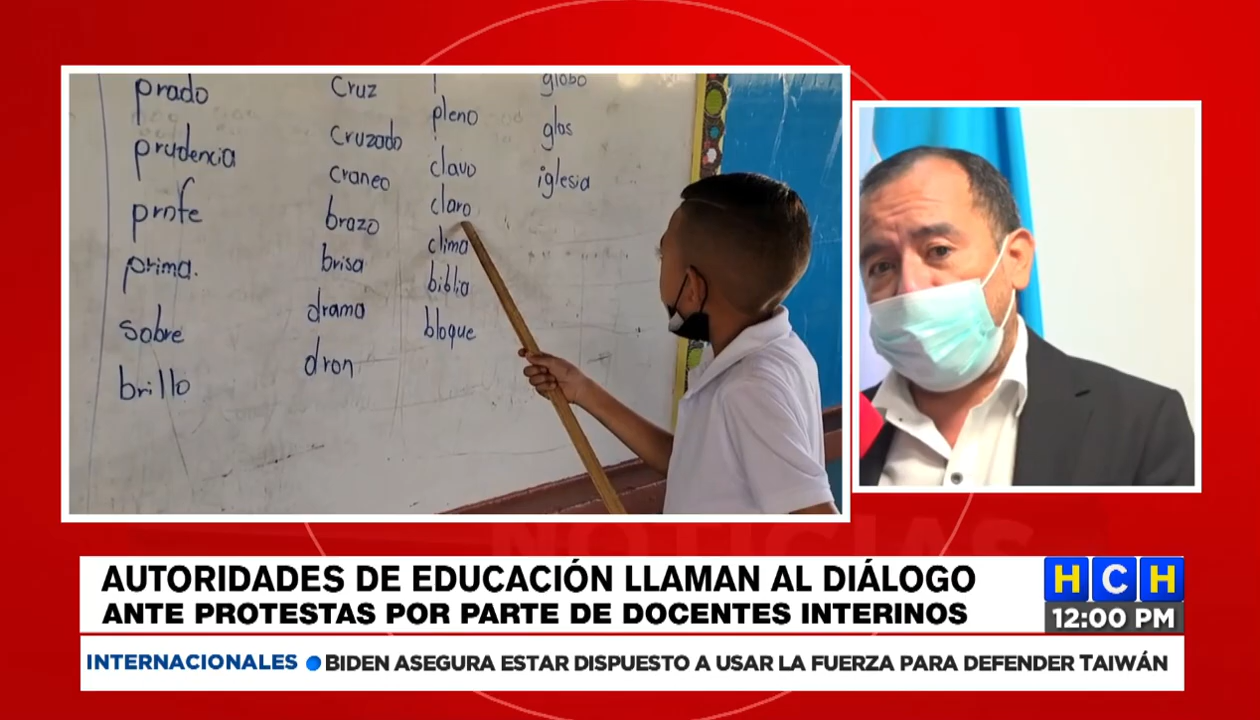 prado
prudencia
profe
prima.
sobre
brillo
cruz
cruzado
craneo
brazo
brisa
drama
dron
pleno
clavo
claro
clima
biblia
bloque
globo
glos
iglesia
NOTICIAS
AUTORIDADES DE EDUCACIÓN LLAMAN AL DIÁLOGO
ANTE PROTESTAS POR PARTE DE DOCENTES INTERINOS
HCH
12:00 PM
INTERNACIONALES BIDEN ASEGURA ESTAR DISPUESTO A USAR LA FUERZA PARA DEFENDER TAIWÁN